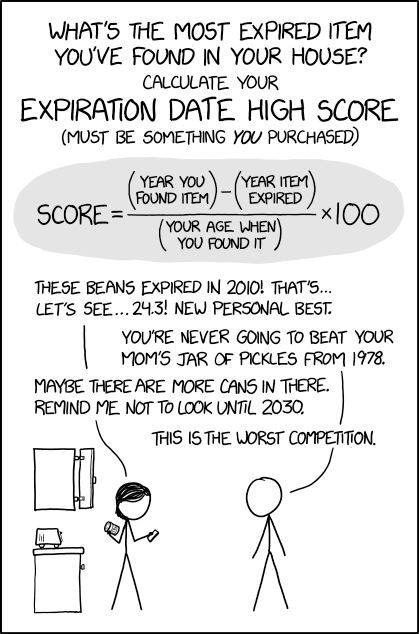 WHAT'S THE MOST EXPIRED ITEM
YOU'VE FOUND IN YOUR HOUSE?
CALCULATE YOUR
EXPIRATION DATE HIGH SCORE
(MUST BE SOMETHING YOU PURCHASED)
SCORE = ((YEAR YOU FOUND ITEM) - (YEAR ITEM EXPIRED)) / (YOUR AGE WHEN YOU FOUND IT) × 100
THESE BEANS EXPIRED IN 2010! THAT'S...
LET'S SEE... 24.3! NEW PERSONAL BEST.
YOU'RE NEVER GOING TO BEAT YOUR
MOM'S JAR OF PICKLES FROM 1978.
MAYBE THERE ARE MORE CANS IN THERE.
REMIND ME NOT TO LOOK UNTIL 2030.
THIS IS THE WORST COMPETITION.